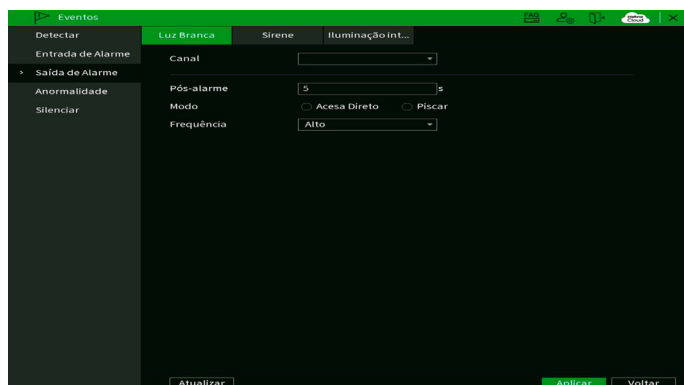 Eventos
FAQ
Detectar
Entrada de Alarme
> Saída de Alarme
Anormalidade
Silenciar
Luz Branca
Sirene
Iluminação int...
Canal
Pós-alarme 5 s
Modo Acesa Direto Piscar
Frequência Alto
Atualizar
Aplicar
Voltar